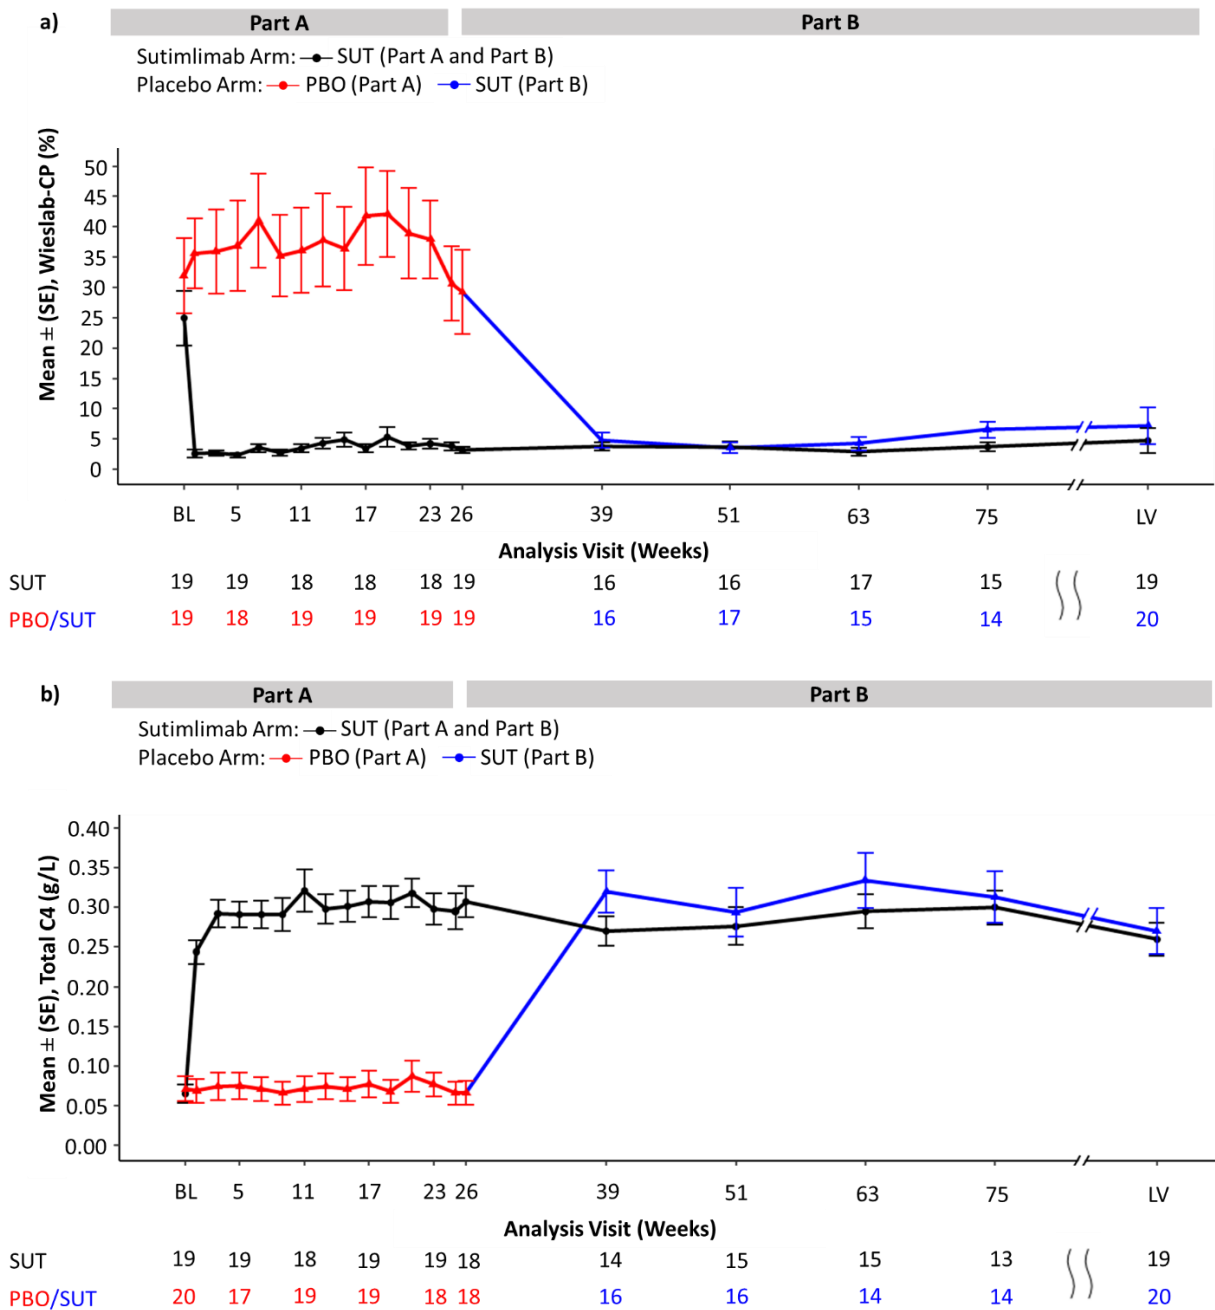 a) Part A Part B
Sutimlimab Arm: SUT (Part A and Part B)
Placebo Arm: PBO (Part A) SUT (Part B)
Mean ± (SE), Wieslab-CP (%)
50
45
40
35
30
25
20
15
10
5
0
BL 5 11 17 23 26 39 51 63 75 LV
Analysis Visit (Weeks)
SUT 19 19 18 18 18 19 16 16 17 15 19
PBO/SUT 19 18 19 19 19 19 16 17 15 14 20
b) Part A Part B
Sutimlimab Arm: SUT (Part A and Part B)
Placebo Arm: PBO (Part A) SUT (Part B)
Mean ± (SE), Total C4 (g/L)
0.40
0.35
0.30
0.25
0.20
0.15
0.10
0.05
0.00
BL 5 11 17 23 26 39 51 63 75 LV
Analysis Visit (Weeks)
SUT 19 19 18 19 19 18 14 15 15 13 19
PBO/SUT 20 17 19 19 18 18 16 16 14 14 20